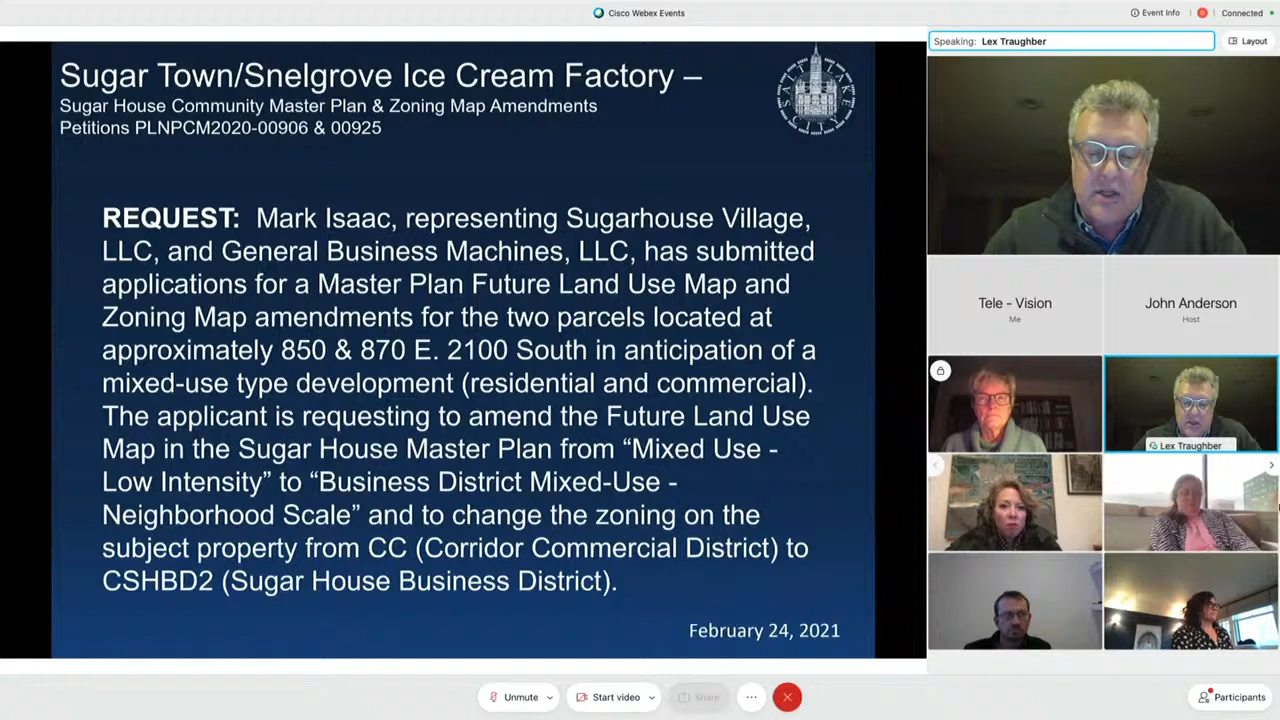 Cisco Webex Events
Event Info
Connected
Speaking: Lex Traughber
Layout
Sugar Town/Snelgrove Ice Cream Factory –
Sugar House Community Master Plan & Zoning Map Amendments
Petitions PLNPCM2020-00906 & 00925
SALT LAKE CITY
REQUEST: Mark Isaac, representing Sugarhouse Village,
LLC, and General Business Machines, LLC, has submitted
applications for a Master Plan Future Land Use Map and
Zoning Map amendments for the two parcels located at
approximately 850 & 870 E. 2100 South in anticipation of a
mixed-use type development (residential and commercial).
The applicant is requesting to amend the Future Land Use
Map in the Sugar House Master Plan from “Mixed Use -
Low Intensity” to “Business District Mixed-Use -
Neighborhood Scale” and to change the zoning on the
subject property from CC (Corridor Commercial District) to
CSHBD2 (Sugar House Business District).
February 24, 2021
Tele - Vision
Me
John Anderson
Host
Lex Traughber
Unmute
Start video
Share
Participants